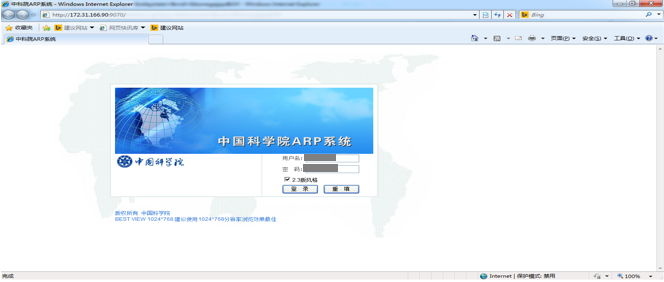 中科院ARP系统 - Windows Internet Explorer
http://172.31.166.90:9070/
Bing
收藏夹
建议网站
网页快讯库
建议网站
中科院ARP系统
页面(P)
安全(S)
工具(O)
中国科学院ARP系统
中国科学院
用户名:
密 码:
2.3版风格
登 录
重 填
版权所有 中国科学院
BEST VIEW 1024*768 建议使用1024*768分辨率浏览效果最佳
完成
Internet | 保护模式: 禁用
100%